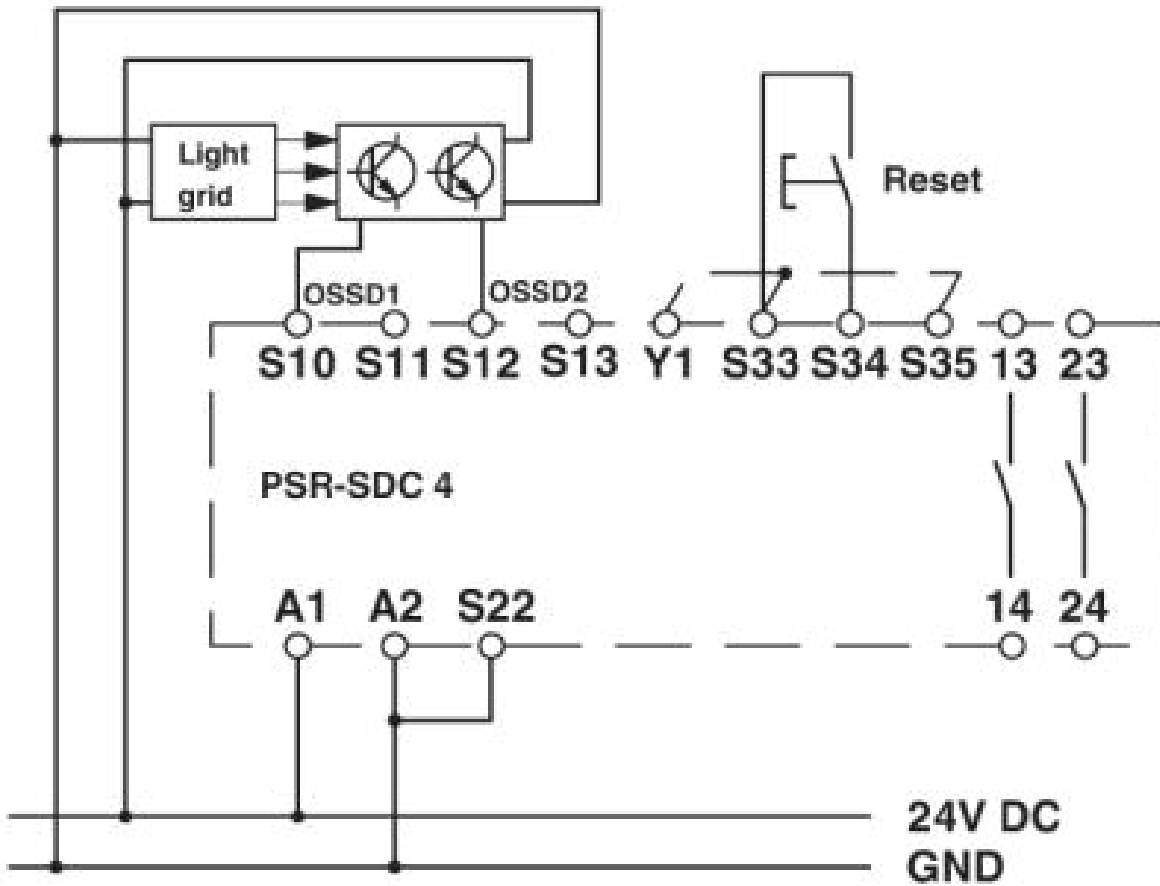 Light
grid
Reset
OSSD1 OSSD2
S10 S11 S12 S13 Y1 S33 S34 S35 13 23
PSR-SDC 4
A1 A2 S22 14 24
24V DC
GND